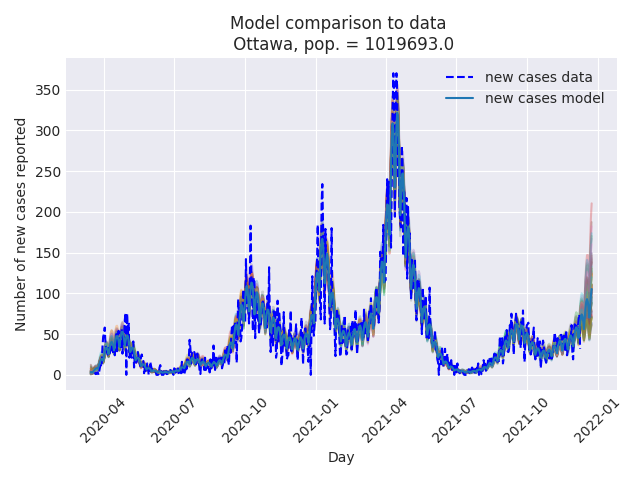 Model comparison to data
Ottawa, pop. = 1019693.0
new cases data
new cases model
Number of new cases reported
350
300
250
200
150
100
50
0
2020-04
2020-07
2020-10
2021-01
2021-04
2021-07
2021-10
2022-01
Day